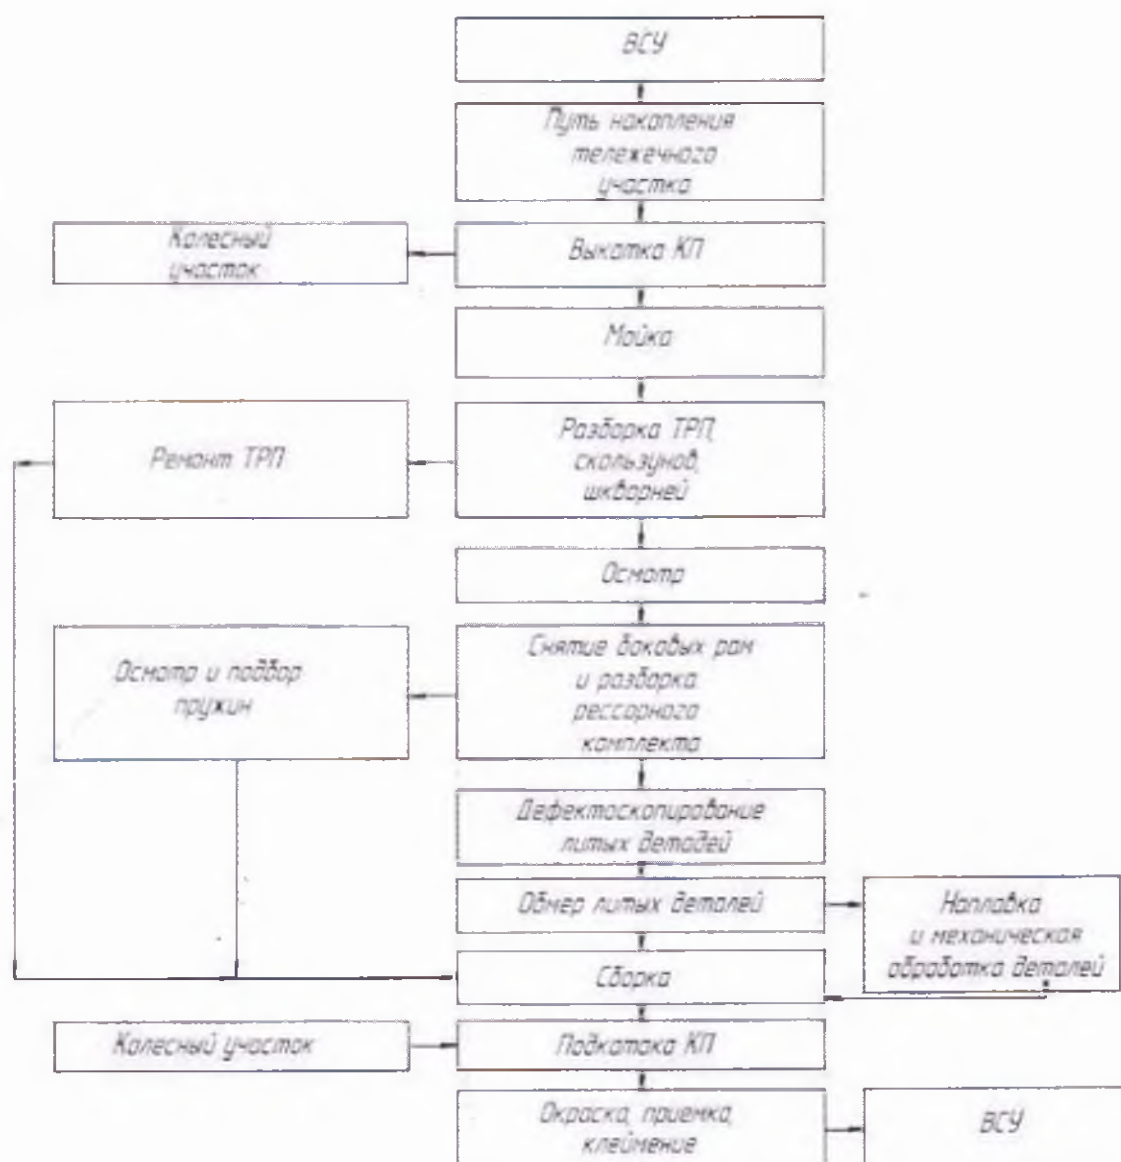 ВСУ
Путь накопления
тележечного
участка
Колесный
участок
Выкатка КП
Мойка
Ремонт ТРП
Разборка ТРП,
скользунов,
шкворней
Осмотр
Осмотр и подбор
пружин
Снятие боковых рам
и разборка
рессорного
комплекта
Дефектоскопирование
литых деталей
Обмер литых деталей
Наплавка
и механическая
обработка деталей
Сборка
Колесный участок
Подкатока КП
Окраска, приемка,
клеймение
ВСУ